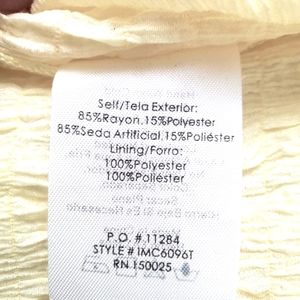 Self/Tela Exterior:
85%Rayon,15%Polyester
85%Seda Artificial,15%Poliéster
Lining/Forro:
100%Polyester
100%Poliéster
P.O. #.11284
STYLE # IMC6096T
RN 150025